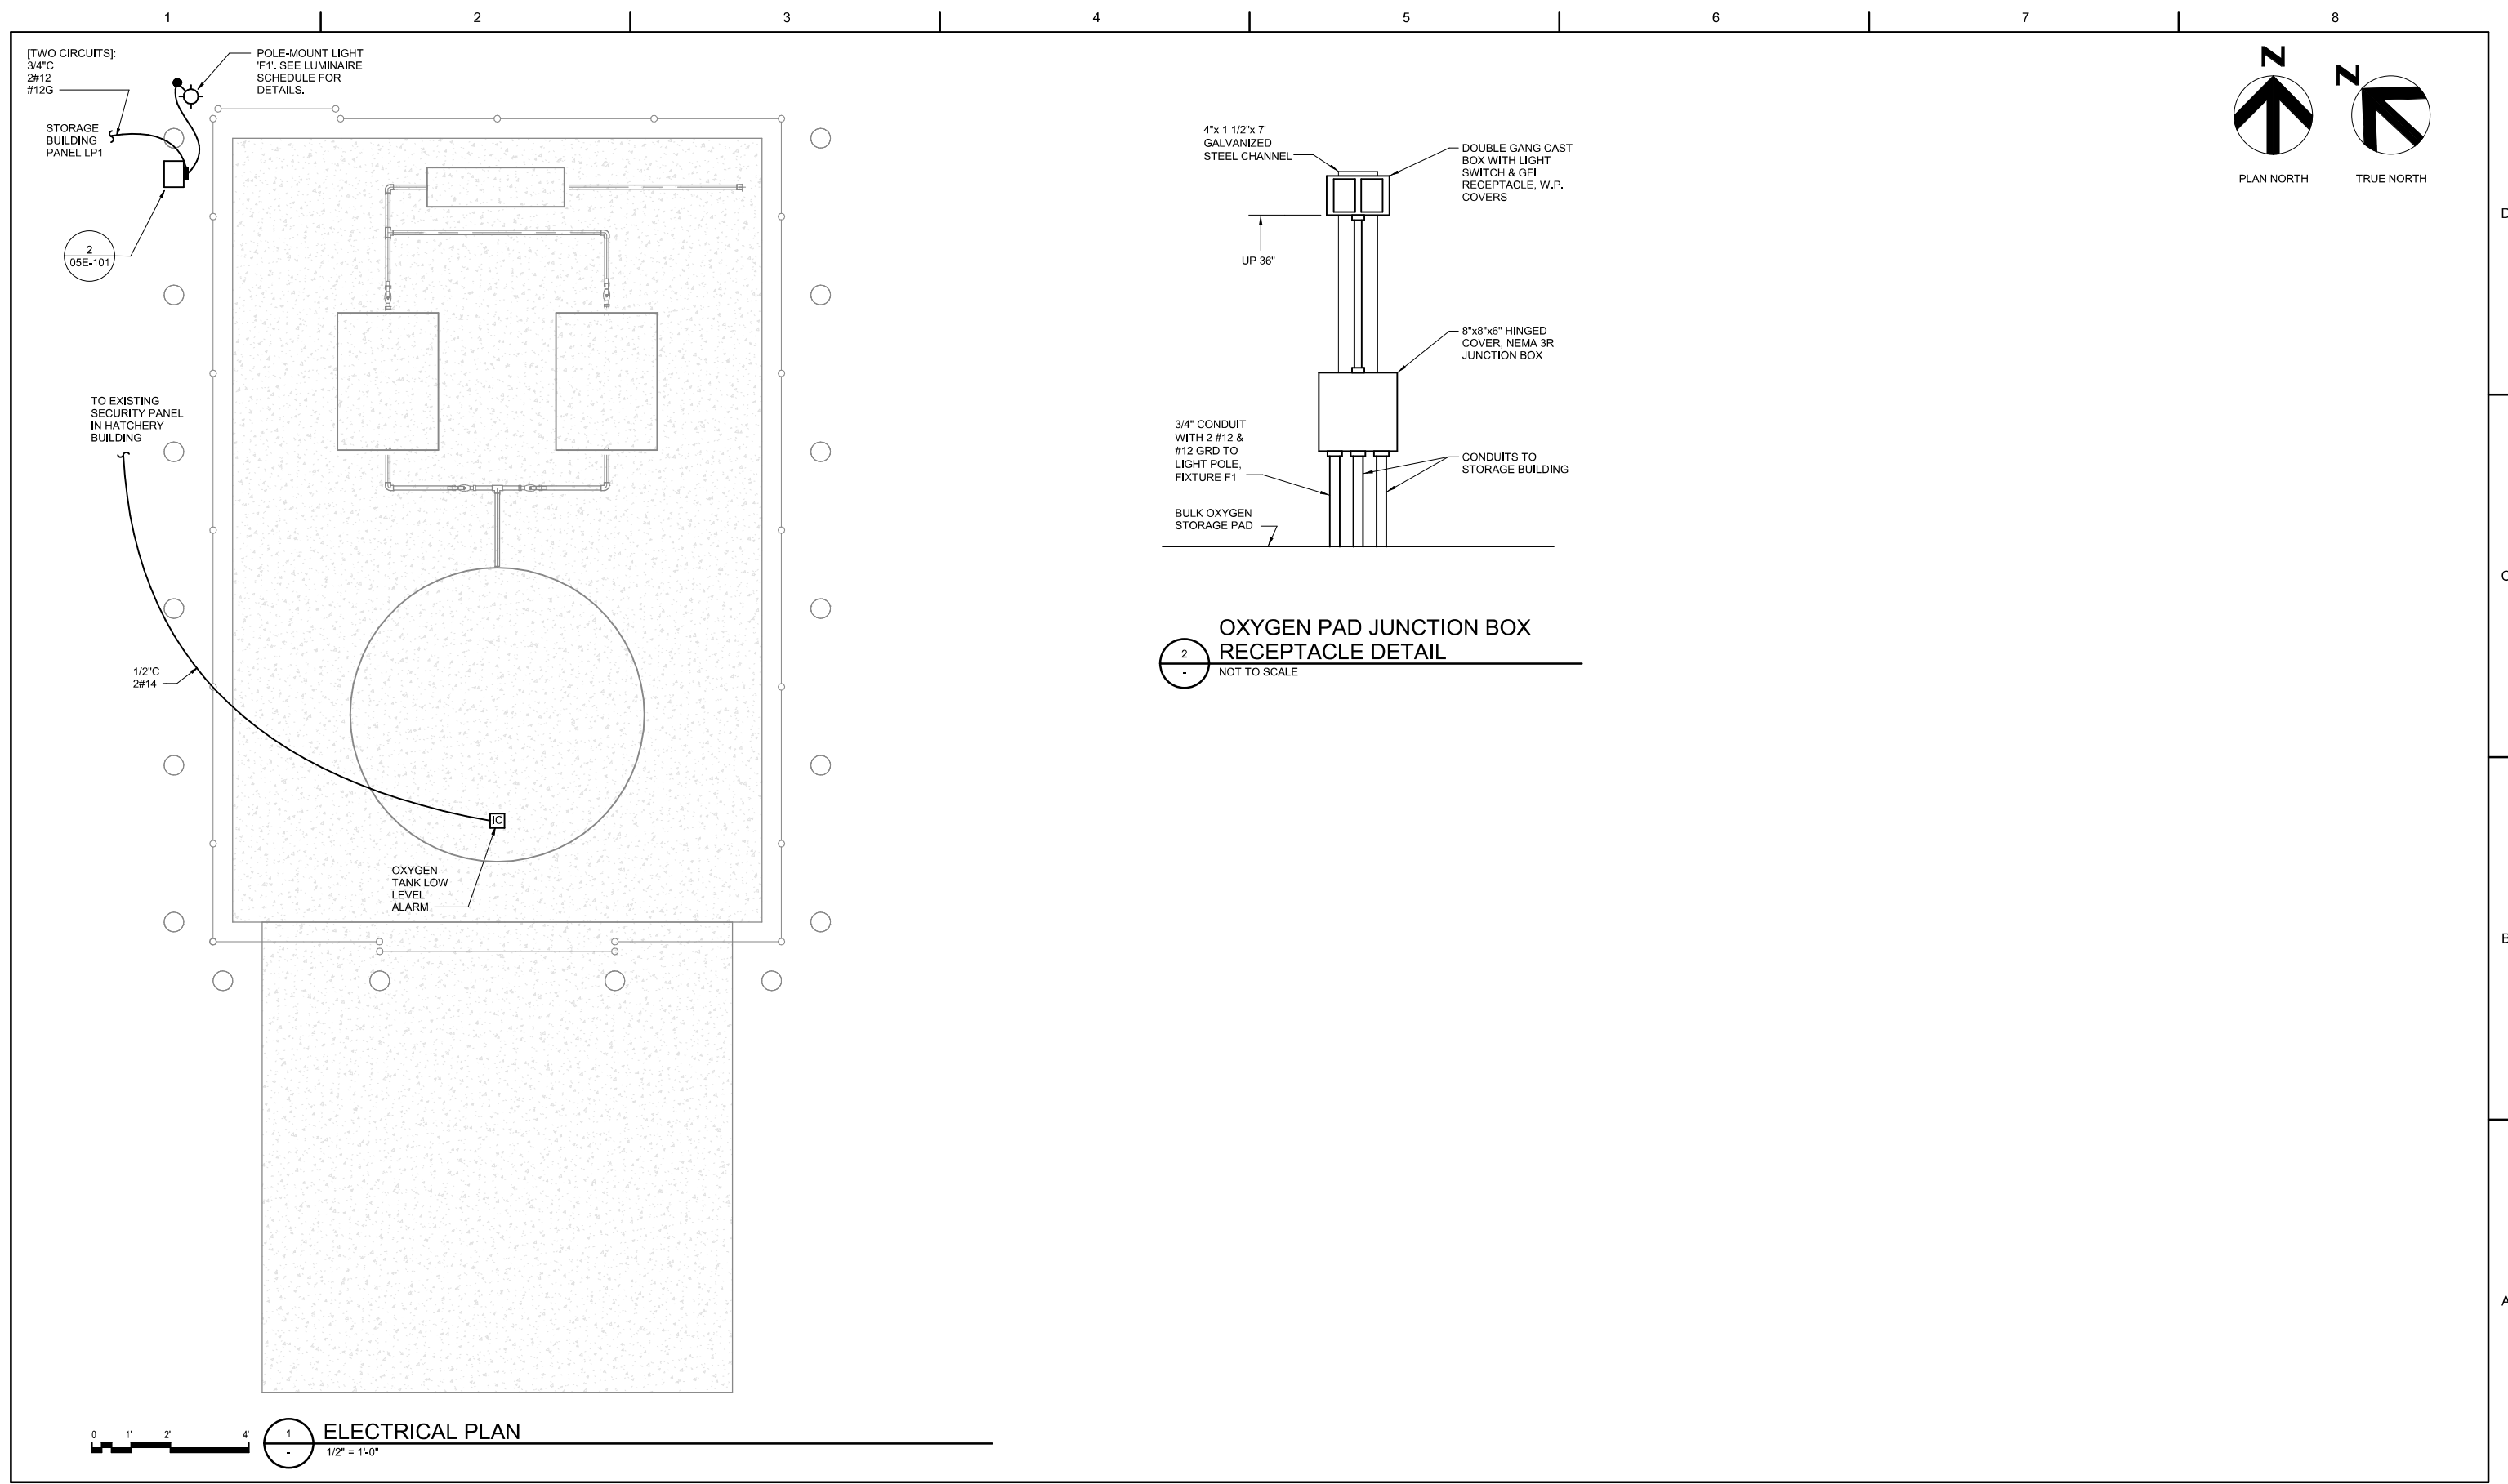 1 2 3 4 5 6 7 8
[TWO CIRCUITS]:
3/4"C
2#12
#12G
POLE-MOUNT LIGHT
'F1'. SEE LUMINAIRE
SCHEDULE FOR
DETAILS.
STORAGE
BUILDING
PANEL LP1
2
05E-101
TO EXISTING
SECURITY PANEL
IN HATCHERY
BUILDING
1/2"C
2#14
IC
OXYGEN
TANK LOW
LEVEL
ALARM
0 1' 2' 4'
1
-
ELECTRICAL PLAN
1/2" = 1'-0"
4"x 1 1/2"x 7'
GALVANIZED
STEEL CHANNEL
DOUBLE GANG CAST
BOX WITH LIGHT
SWITCH & GFI
RECEPTACLE, W.P.
COVERS
UP 36"
8"x8"x6" HINGED
COVER, NEMA 3R
JUNCTION BOX
3/4" CONDUIT
WITH 2 #12 &
#12 GRD TO
LIGHT POLE,
FIXTURE F1
CONDUITS TO
STORAGE BUILDING
BULK OXYGEN
STORAGE PAD
2
-
OXYGEN PAD JUNCTION BOX
RECEPTACLE DETAIL
NOT TO SCALE
N
PLAN NORTH
N
TRUE NORTH
D
C
B
A